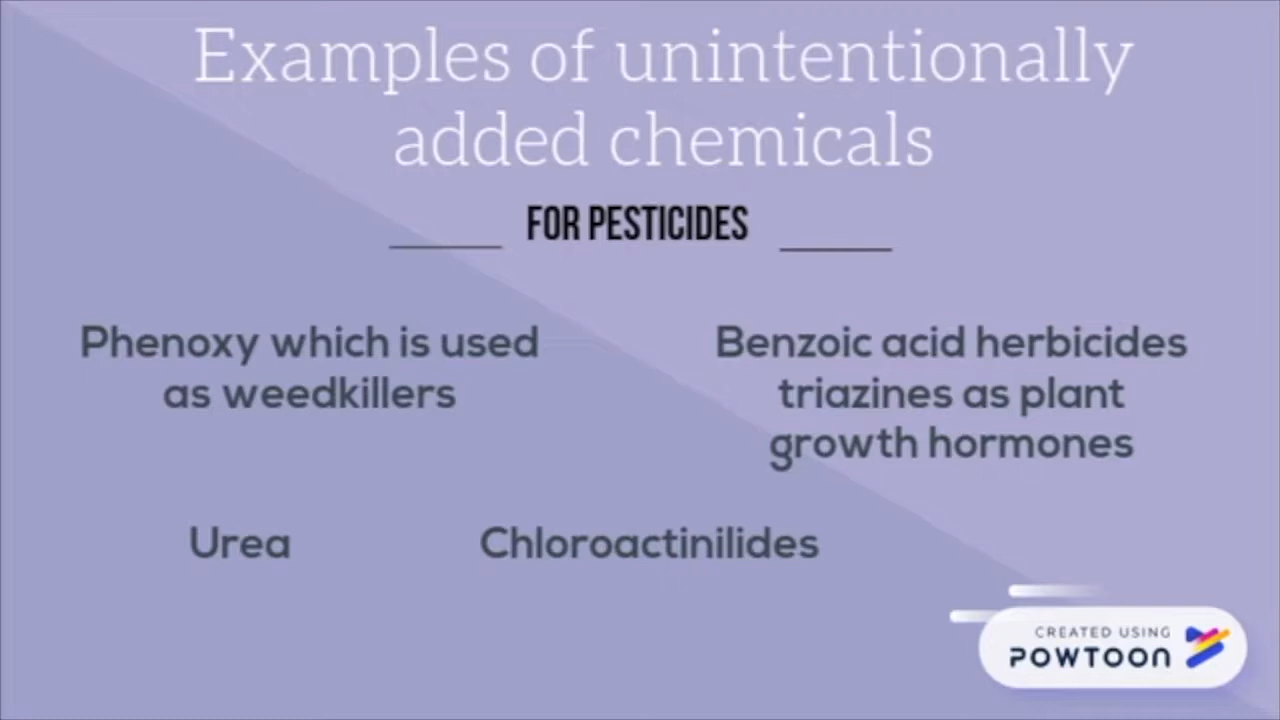 Examples of unintentionally
added chemicals
FOR PESTICIDES
Phenoxy which is used
as weedkillers
Benzoic acid herbicides
triazines as plant
growth hormones
Urea
Chloroactinilides
CREATED USING
POWTOON